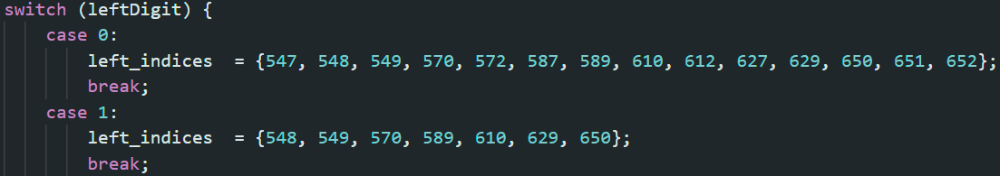 switch (leftDigit) {
    case 0:
        left_indices  = {547, 548, 549, 570, 572, 587, 589, 610, 612, 627, 629, 650, 651, 652};
        break;
    case 1:
        left_indices  = {548, 549, 570, 589, 610, 629, 650};
        break;